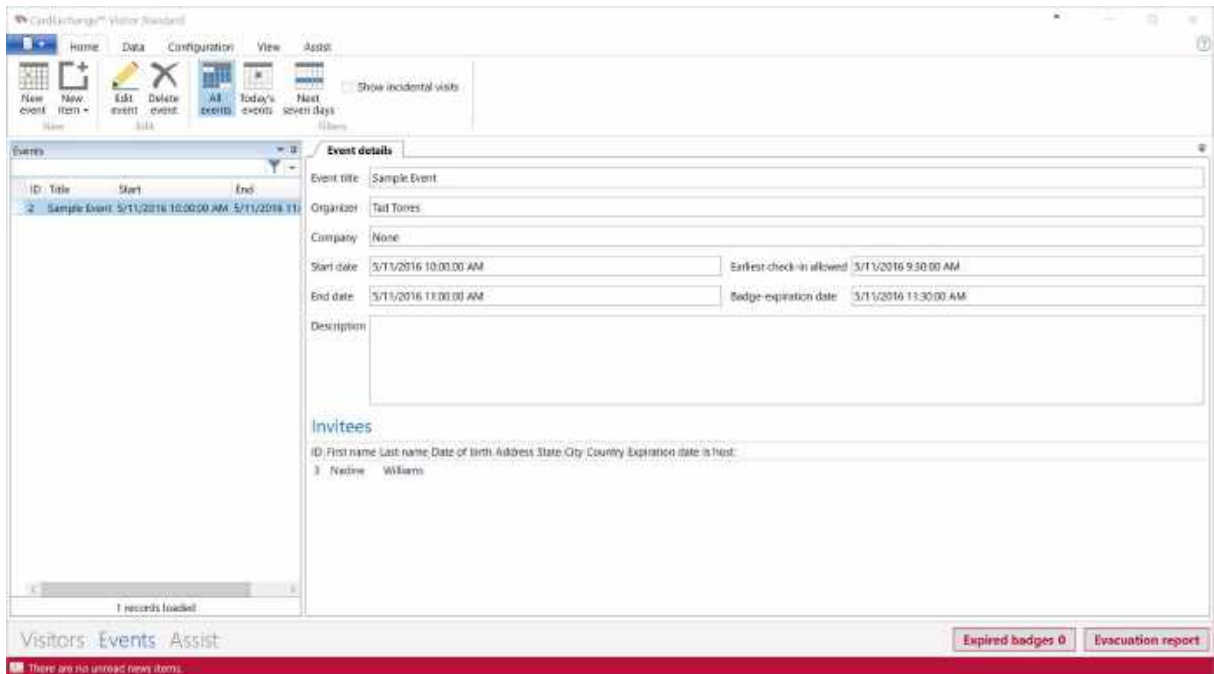 CardExchange™ Visitor Standard
Home Data Configuration View Assist
New event New item Edit event Delete event All events Today's events Next seven days Show incidental visits
New Edit Filters
Events
ID Title Start End
2 Sample Event 5/11/2016 10:00:00 AM 5/11/2016 11:
1 records loaded
Event details
Event title Sample Event
Organizer Tad Torres
Company None
Start date 5/11/2016 10:00:00 AM Earliest check-in allowed 5/11/2016 9:30:00 AM
End date 5/11/2016 11:00:00 AM Badge-expiration date 5/11/2016 11:30:00 AM
Description
Invitees
ID First name Last name Date of birth Address State City Country Expiration date Is host
3 Nadine Williams
Visitors Events Assist Expired badges 0 Evacuation report
There are no unread news items.